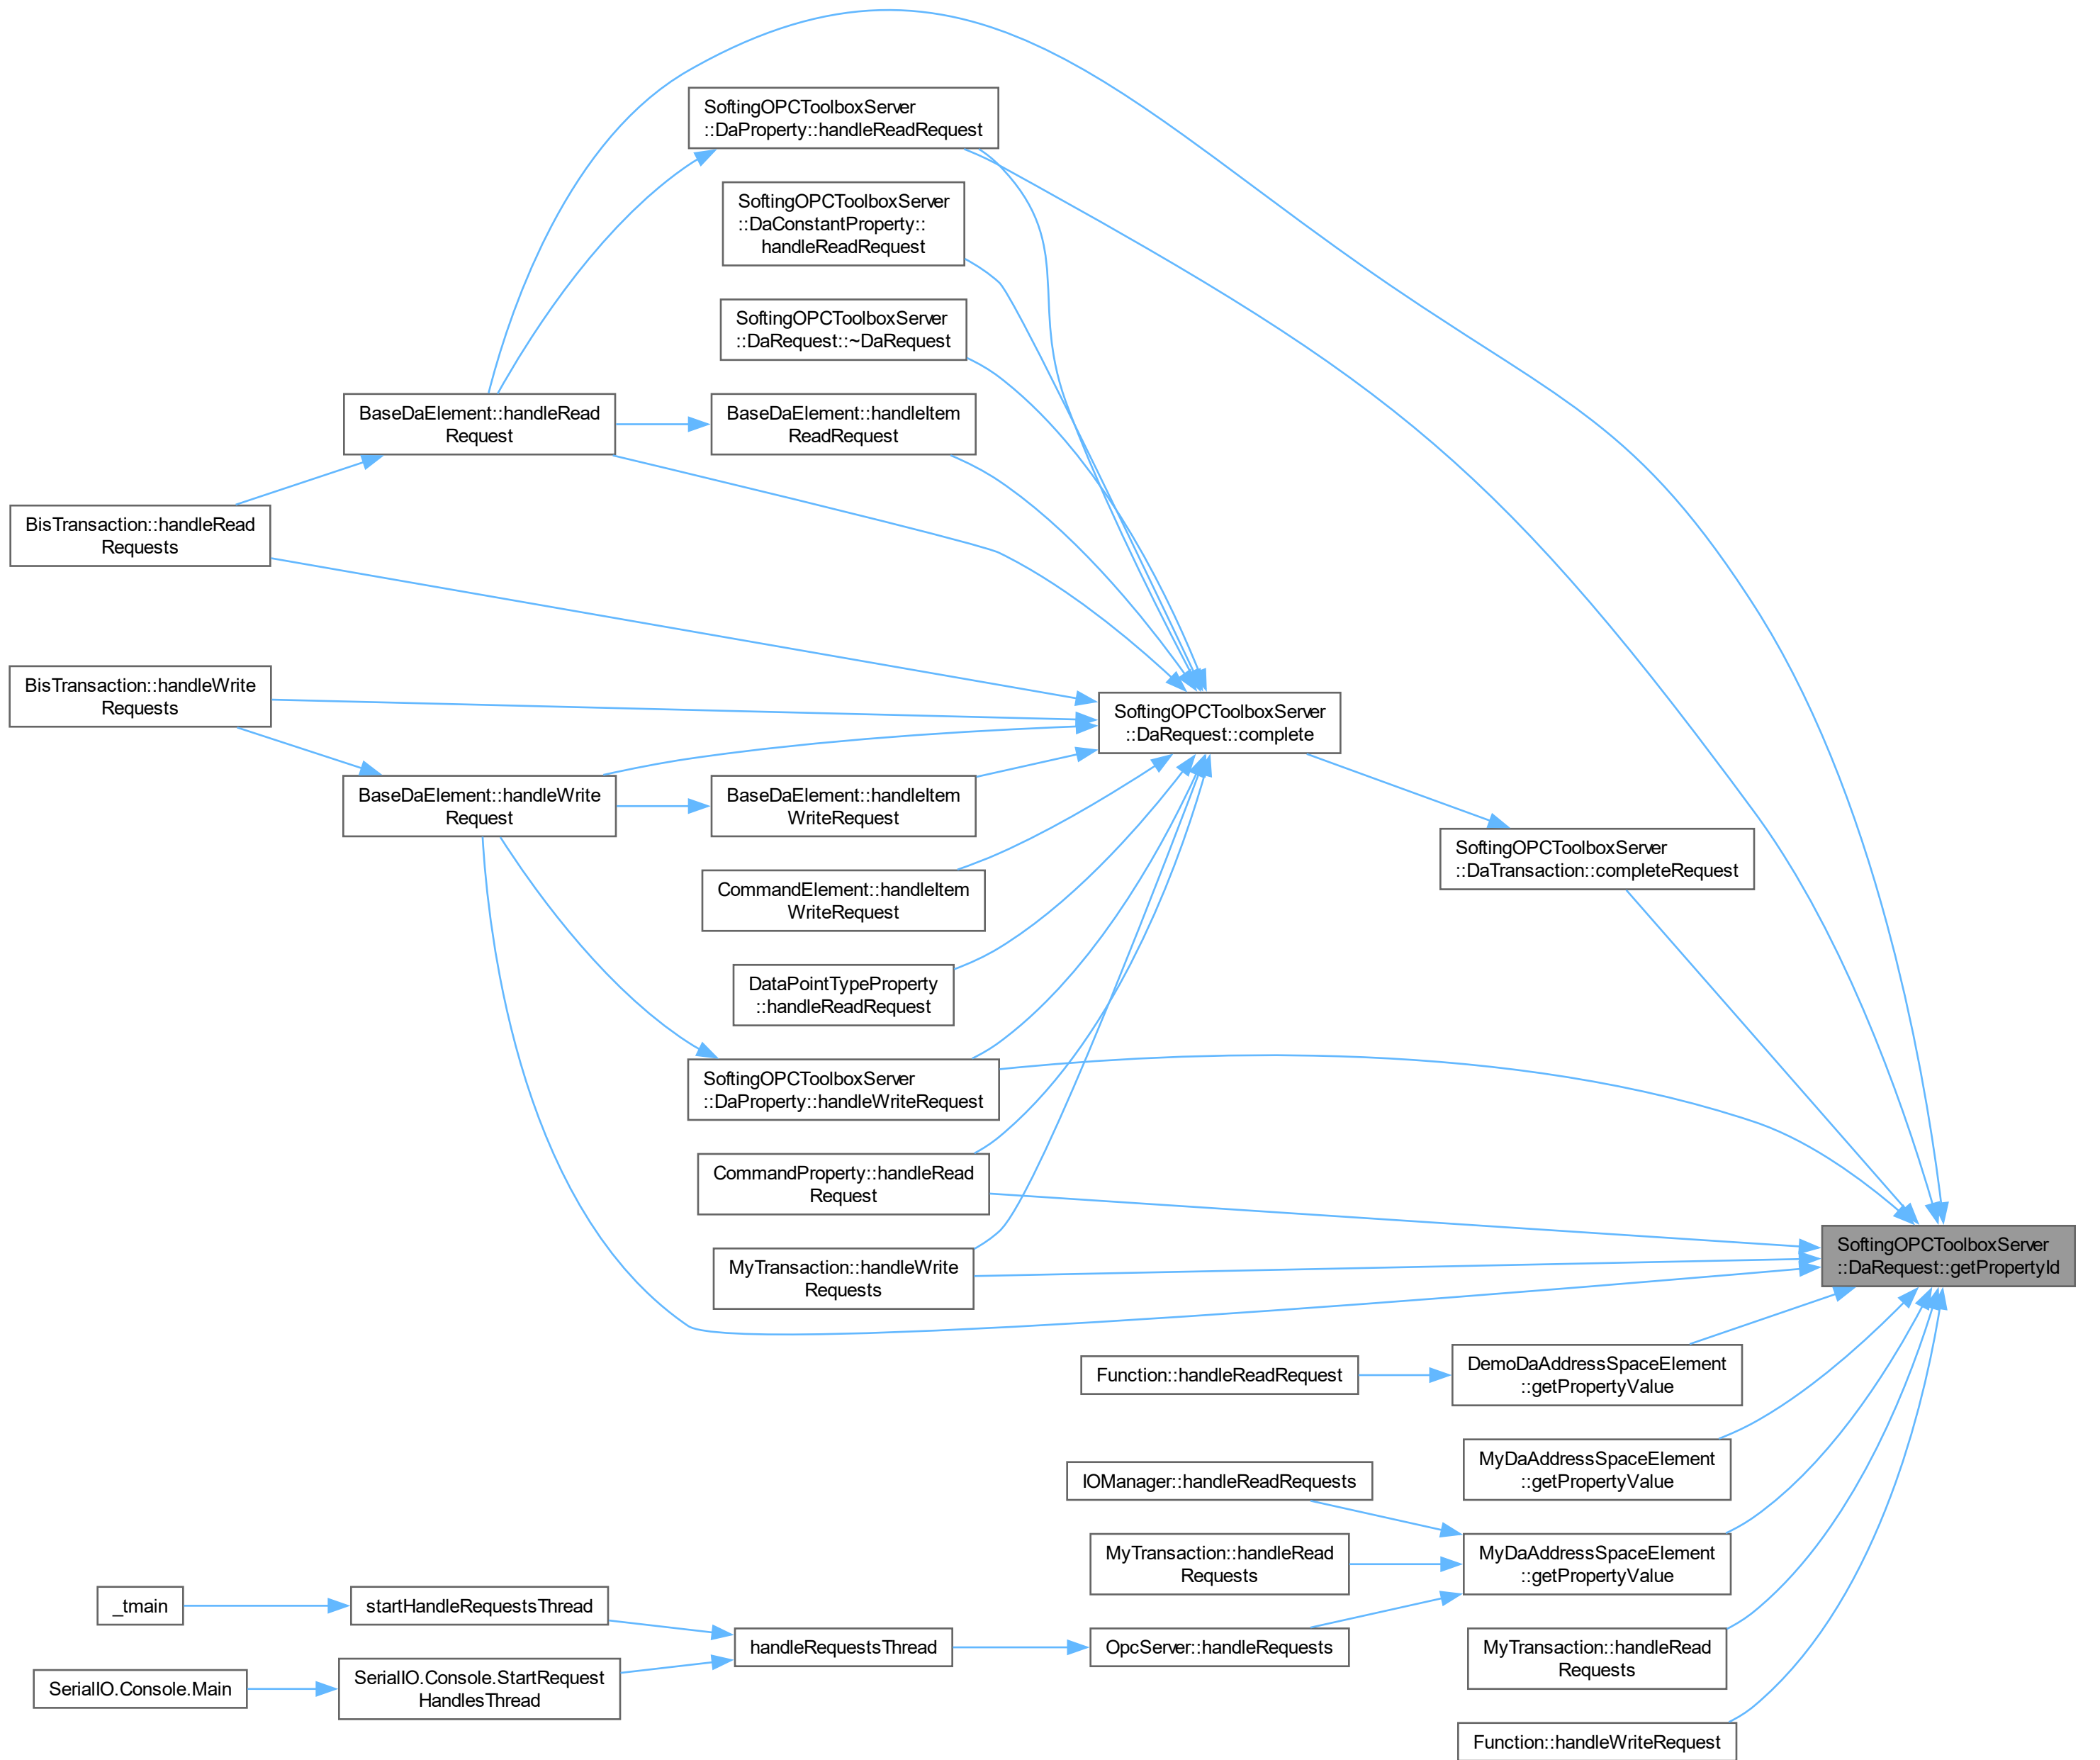 SoftingOPCToolboxServer
::DaProperty::handleReadRequest
SoftingOPCToolboxServer
::DaConstantProperty::
handleReadRequest
SoftingOPCToolboxServer
::DaRequest::~DaRequest
BaseDaElement::handleRead
Request
BaseDaElement::handleItem
ReadRequest
BisTransaction::handleRead
Requests
BisTransaction::handleWrite
Requests
SoftingOPCToolboxServer
::DaRequest::complete
BaseDaElement::handleWrite
Request
BaseDaElement::handleItem
WriteRequest
SoftingOPCToolboxServer
::DaTransaction::completeRequest
CommandElement::handleItem
WriteRequest
DataPointTypeProperty
::handleReadRequest
SoftingOPCToolboxServer
::DaProperty::handleWriteRequest
CommandProperty::handleRead
Request
SoftingOPCToolboxServer
::DaRequest::getPropertyId
MyTransaction::handleWrite
Requests
Function::handleReadRequest
DemoDaAddressSpaceElement
::getPropertyValue
MyDaAddressSpaceElement
::getPropertyValue
IOManager::handleReadRequests
MyTransaction::handleRead
Requests
MyDaAddressSpaceElement
::getPropertyValue
_tmain
startHandleRequestsThread
handleRequestsThread
OpcServer::handleRequests
MyTransaction::handleRead
Requests
SerialIO.Console.Main
SerialIO.Console.StartRequest
HandlesThread
Function::handleWriteRequest